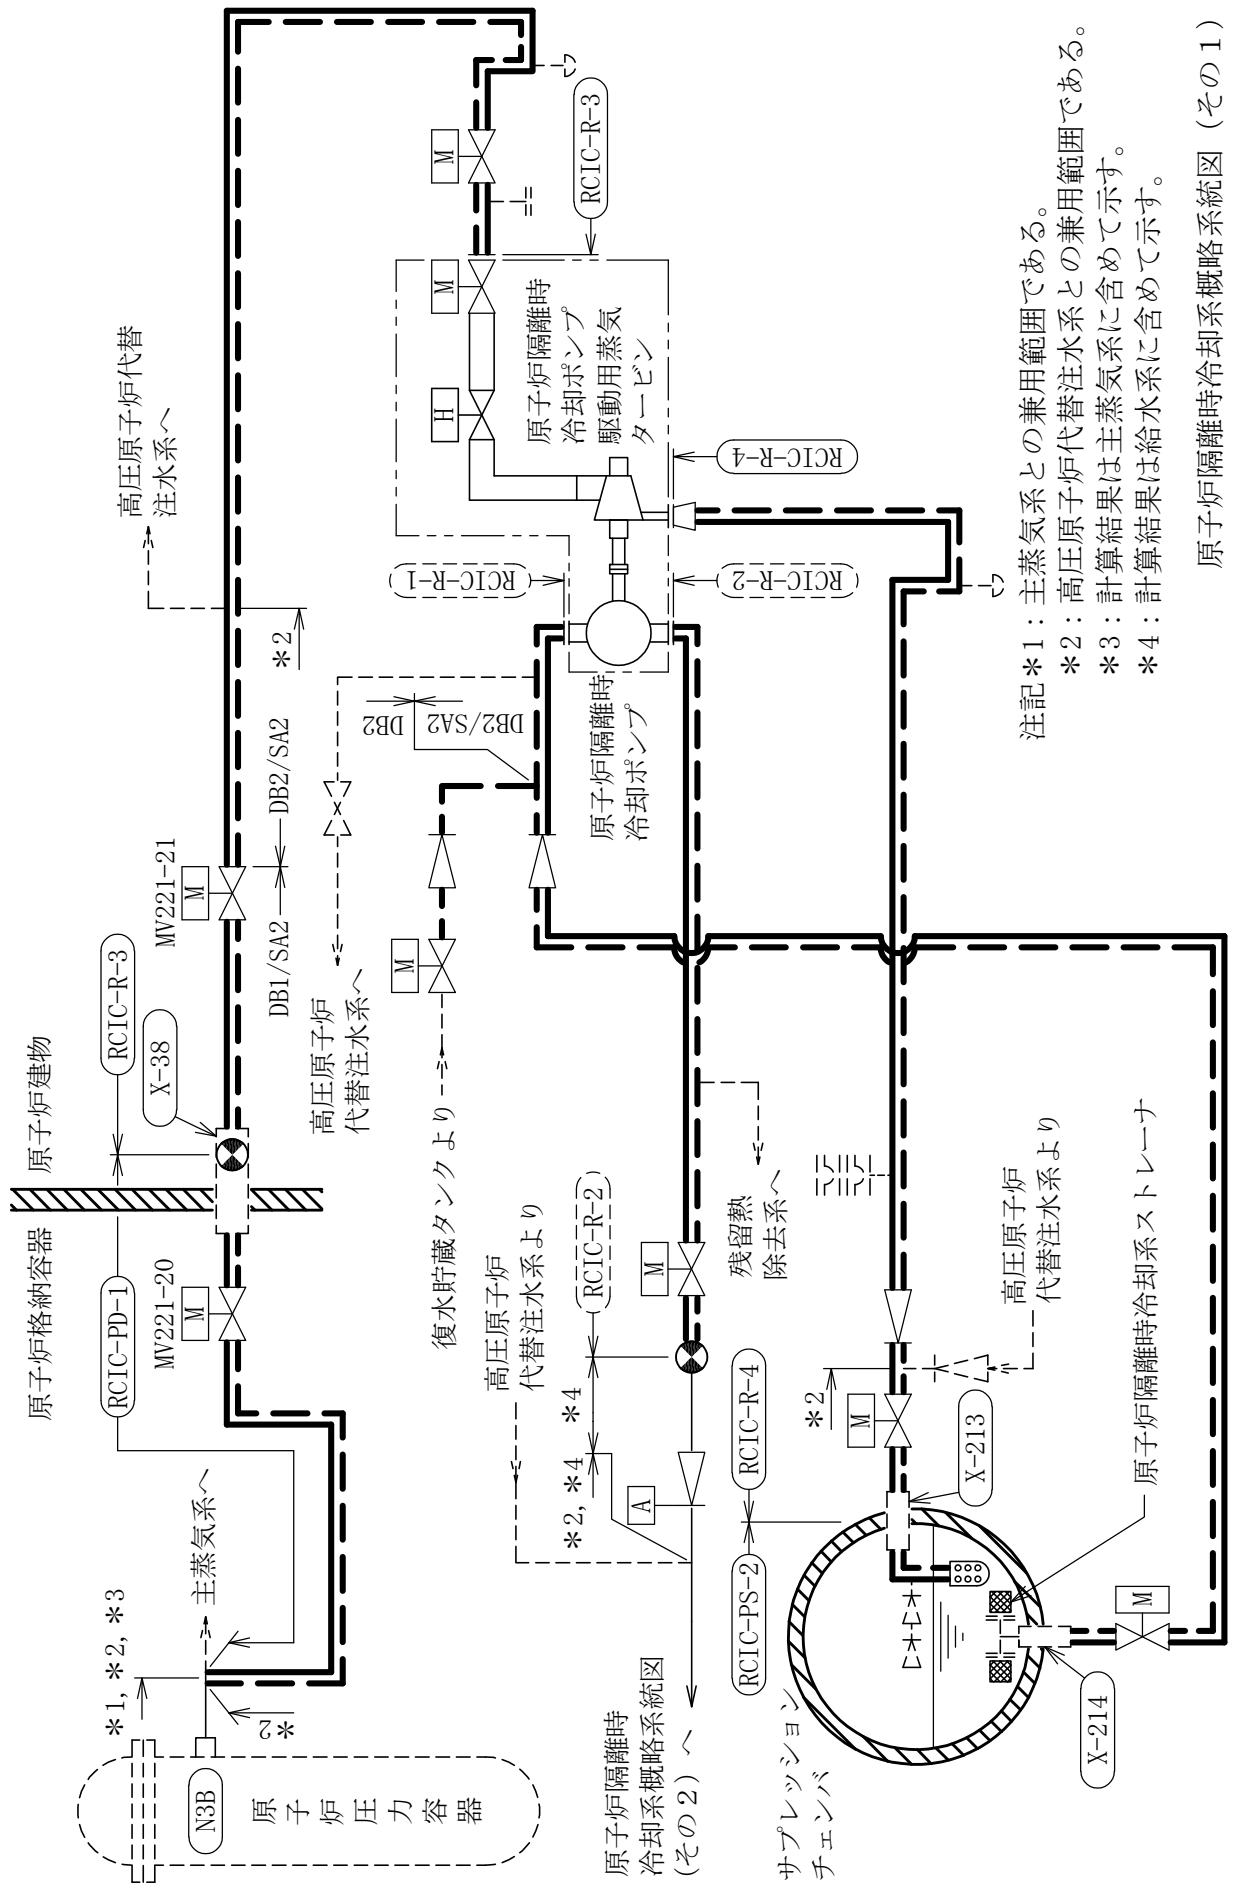 原子炉圧力容器
N3B
*1, *2, *3
*2
主蒸気系へ
原子炉格納容器
原子炉建物
RCIC-PD-1
RCIC-R-3
MV221-20
M
X-38
MV221-21
M
DB1/SA2
DB2/SA2
*2
高圧原子炉代替
注水系へ
M
RCIC-R-3
M
H
原子炉隔離時
冷却ポンプ
駆動用蒸気
タービン
RCIC-R-4
RCIC-R-1
RCIC-R-2
原子炉隔離時
冷却ポンプ
DB2
DB2/SA2
高圧原子炉
代替注水系へ
復水貯蔵タンクより
M
高圧原子炉
代替注水系より
RCIC-R-2
*4
*2, *4
A
M
残留熱
除去系へ
原子炉隔離時
冷却系概略系統図
(その2) へ
サプレッション
チェンバ
RCIC-PS-2
RCIC-R-4
*2
M
X-213
高圧原子炉
代替注水系より
原子炉隔離時冷却系ストレーナ
M
X-214
注記*1:主蒸気系との兼用範囲である。
*2:高圧原子炉代替注水系との兼用範囲である。
*3:計算結果は主蒸気系に含めて示す。
*4:計算結果は給水系に含めて示す。
原子炉隔離時冷却系概略系統図 (その1)